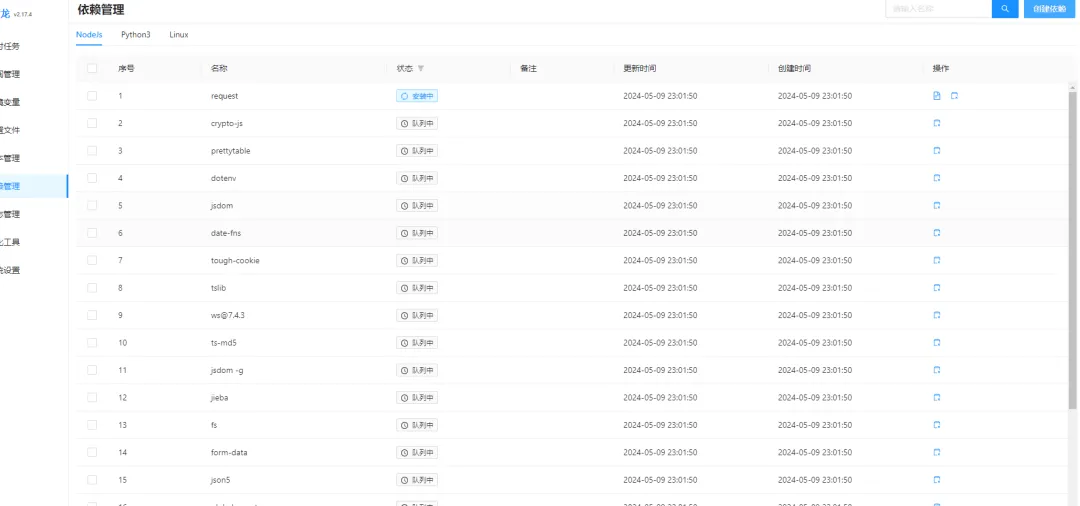 龙 v2.17.4
依赖管理
请输入名称
创建依赖
NodeJs Python3 Linux
任务
管理
变量
文件
管理
管理
管理
工具
设置
序号 名称 状态 备注 更新时间 创建时间 操作
1 request 安装中 2024-05-09 23:01:50 2024-05-09 23:01:50
2 crypto-js 队列中 2024-05-09 23:01:50 2024-05-09 23:01:50
3 prettytable 队列中 2024-05-09 23:01:50 2024-05-09 23:01:50
4 dotenv 队列中 2024-05-09 23:01:50 2024-05-09 23:01:50
5 jsdom 队列中 2024-05-09 23:01:50 2024-05-09 23:01:50
6 date-fns 队列中 2024-05-09 23:01:50 2024-05-09 23:01:50
7 tough-cookie 队列中 2024-05-09 23:01:50 2024-05-09 23:01:50
8 tslib 队列中 2024-05-09 23:01:50 2024-05-09 23:01:50
9 ws@7.4.3 队列中 2024-05-09 23:01:50 2024-05-09 23:01:50
10 ts-md5 队列中 2024-05-09 23:01:50 2024-05-09 23:01:50
11 jsdom -g 队列中 2024-05-09 23:01:50 2024-05-09 23:01:50
12 jieba 队列中 2024-05-09 23:01:50 2024-05-09 23:01:50
13 fs 队列中 2024-05-09 23:01:50 2024-05-09 23:01:50
14 form-data 队列中 2024-05-09 23:01:50 2024-05-09 23:01:50
15 json5 队列中 2024-05-09 23:01:50 2024-05-09 23:01:50